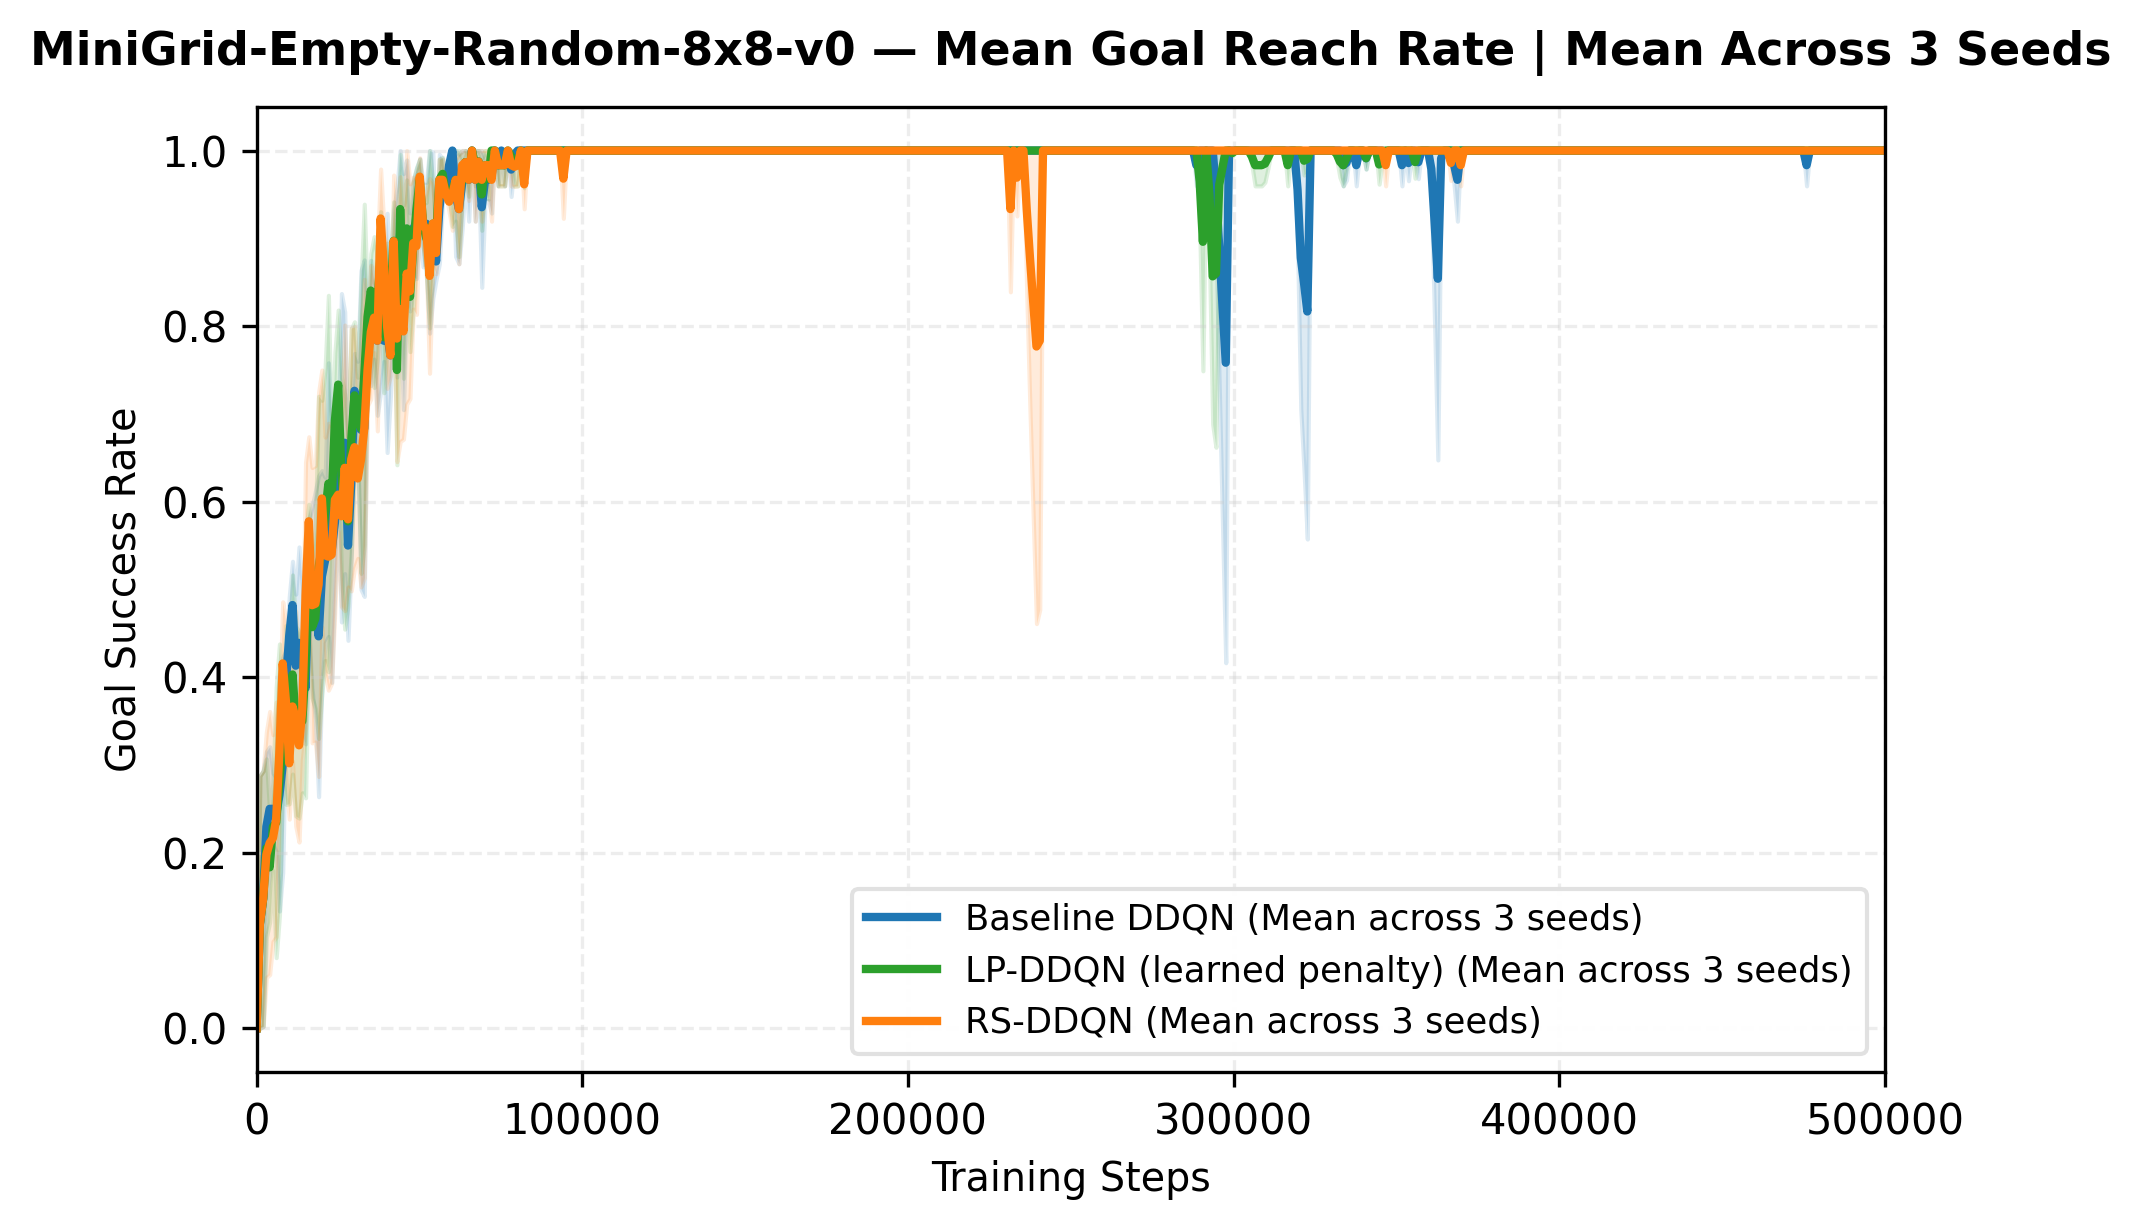 MiniGrid-Empty-Random-8x8-v0 — Mean Goal Reach Rate | Mean Across 3 Seeds
1.0
0.8
0.6
0.4
0.2
0.0
Goal Success Rate
Baseline DDQN (Mean across 3 seeds)
LP-DDQN (learned penalty) (Mean across 3 seeds)
RS-DDQN (Mean across 3 seeds)
0 100000 200000 300000 400000 500000
Training Steps